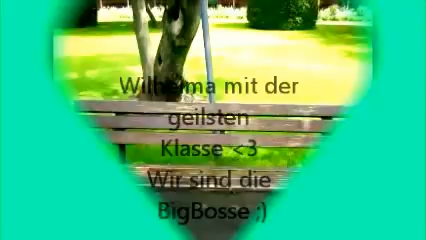 Wilhelma mit der
geilsten
Klasse <3
Wir sind die
BigBosse ;)